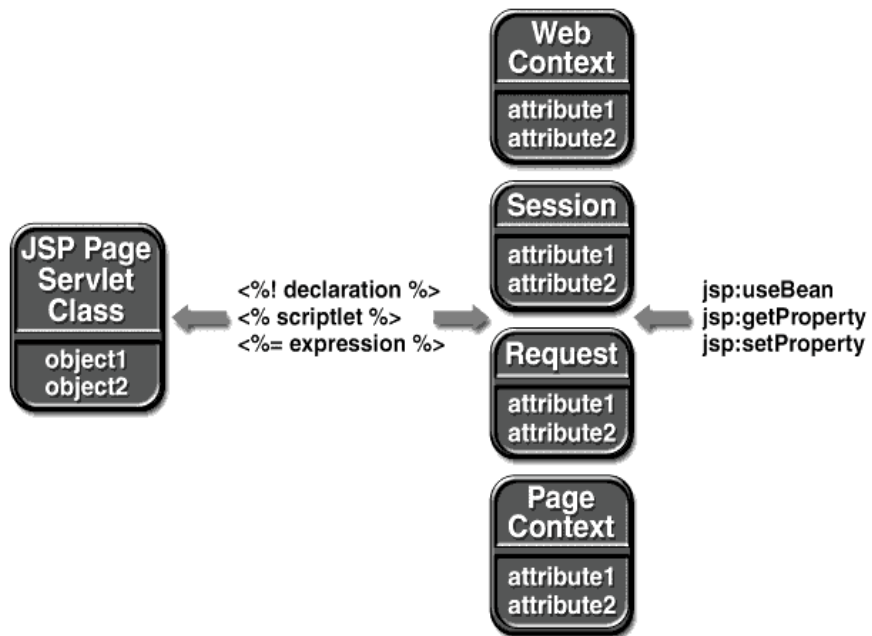 JSP Page
Servlet
Class
object1
object2
<%! declaration %>
<% scriptlet %>
<%= expression %>
Web
Context
attribute1
attribute2
Session
attribute1
attribute2
Request
attribute1
attribute2
Page
Context
attribute1
attribute2
jsp:useBean
jsp:getProperty
jsp:setProperty